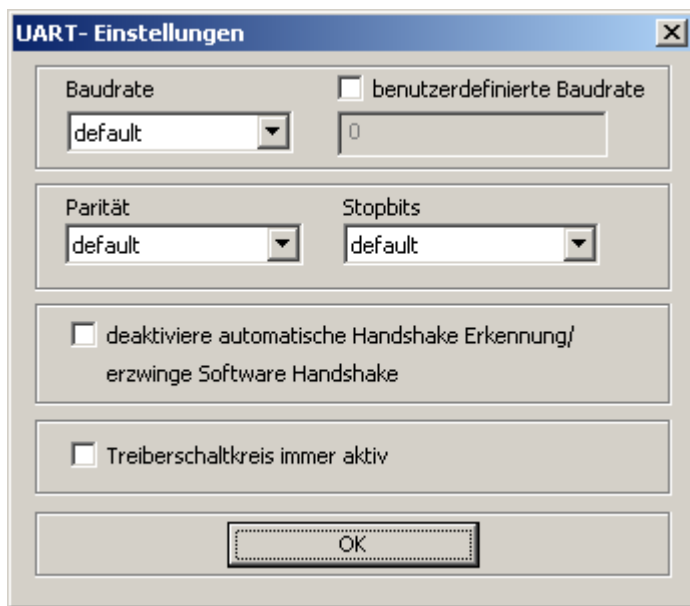 UART- Einstellungen
Baudrate
benutzerdefinierte Baudrate
default
0
Parität
Stopbits
default
default
deaktiviere automatische Handshake Erkennung/
erzwinge Software Handshake
Treiberschaltkreis immer aktiv
OK